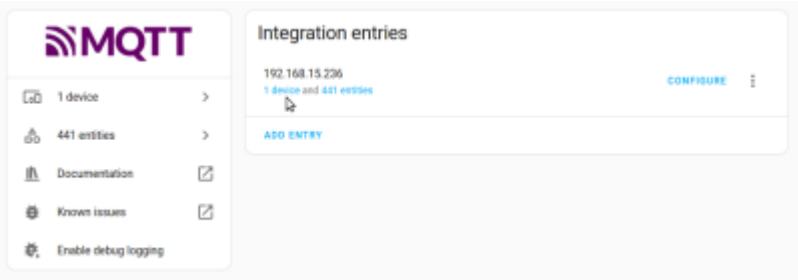 MQTT
1 device
441 entities
Documentation
Known issues
Enable debug logging
Integration entries
192.168.15.236
1 device and 441 entities
CONFIGURE
ADD ENTRY